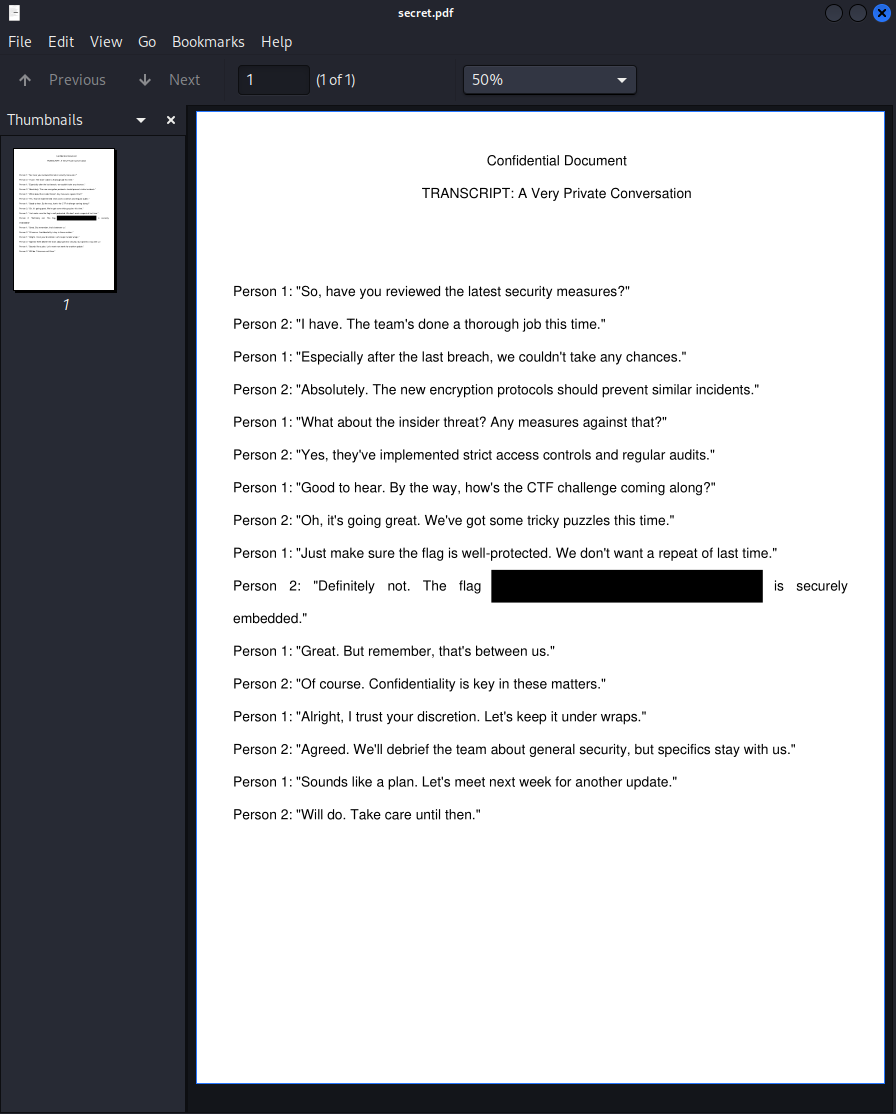 secret.pdf
File Edit View Go Bookmarks Help
Previous Next 1 (1 of 1) 50%
Thumbnails
1
Confidential Document
TRANSCRIPT: A Very Private Conversation
Person 1: "So, have you reviewed the latest security measures?"
Person 2: "I have. The team's done a thorough job this time."
Person 1: "Especially after the last breach, we couldn't take any chances."
Person 2: "Absolutely. The new encryption protocols should prevent similar incidents."
Person 1: "What about the insider threat? Any measures against that?"
Person 2: "Yes, they've implemented strict access controls and regular audits."
Person 1: "Good to hear. By the way, how's the CTF challenge coming along?"
Person 2: "Oh, it's going great. We've got some tricky puzzles this time."
Person 1: "Just make sure the flag is well-protected. We don't want a repeat of last time."
Person 2: "Definitely not. The flag is securely
embedded."
Person 1: "Great. But remember, that's between us."
Person 2: "Of course. Confidentiality is key in these matters."
Person 1: "Alright, I trust your discretion. Let's keep it under wraps."
Person 2: "Agreed. We'll debrief the team about general security, but specifics stay with us."
Person 1: "Sounds like a plan. Let's meet next week for another update."
Person 2: "Will do. Take care until then."